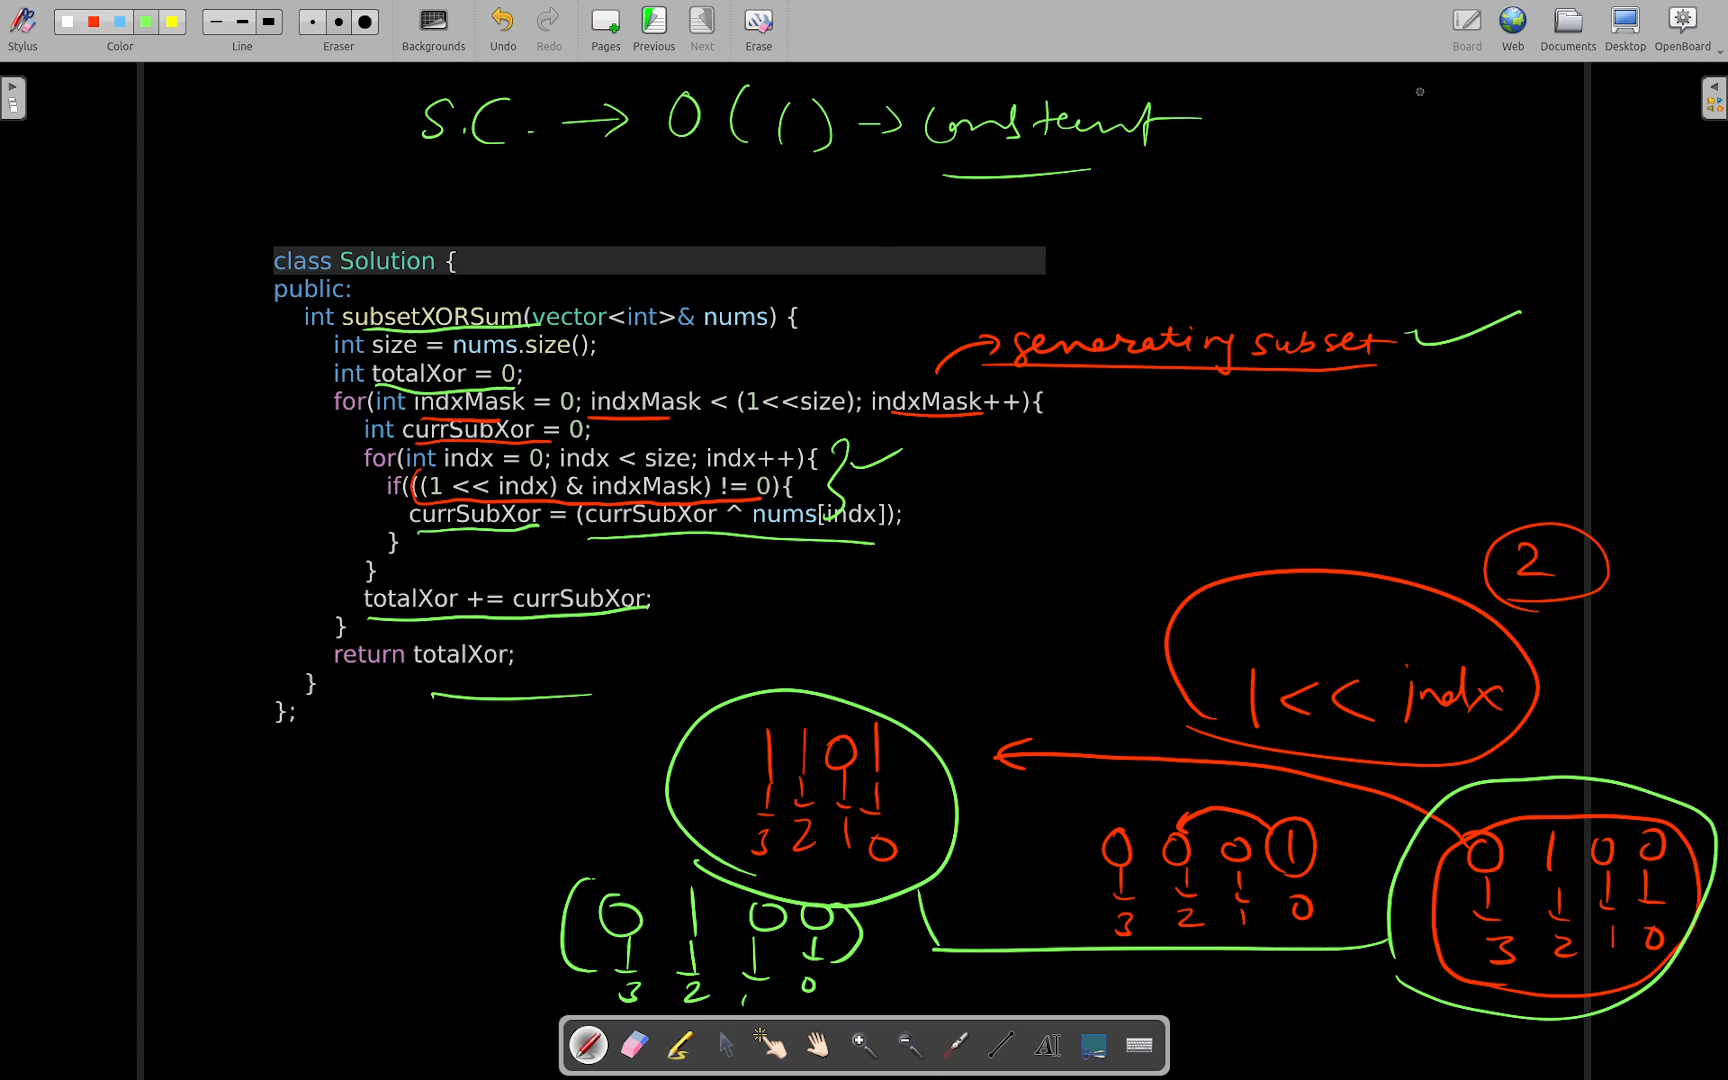 Stylus
Color
Line
Eraser
Backgrounds
Undo
Redo
Pages
Previous
Next
Erase
Board
Web
Documents
Desktop
OpenBoard
S.C. → O(1) → constant
class Solution {
public:
int subsetXORSum(vector<int>& nums) {
int size = nums.size();
→ generating subset
int totalXor = 0;
for(int indxMask = 0; indxMask < (1<<size); indxMask++){
int currSubXor = 0;
for(int indx = 0; indx < size; indx++){
if(((1 << indx) & indxMask) != 0){
currSubXor = (currSubXor ^ nums[indx]);
}
}
2
totalXor += currSubXor;
}
return totalXor;
}
};
1 << indx
1 1 0 1
3 2 1 0
0 0 0 1
3 2 1 0
0 1 0 0
3 2 1 0
(0 1 0 0)
3 2 1 0
AI